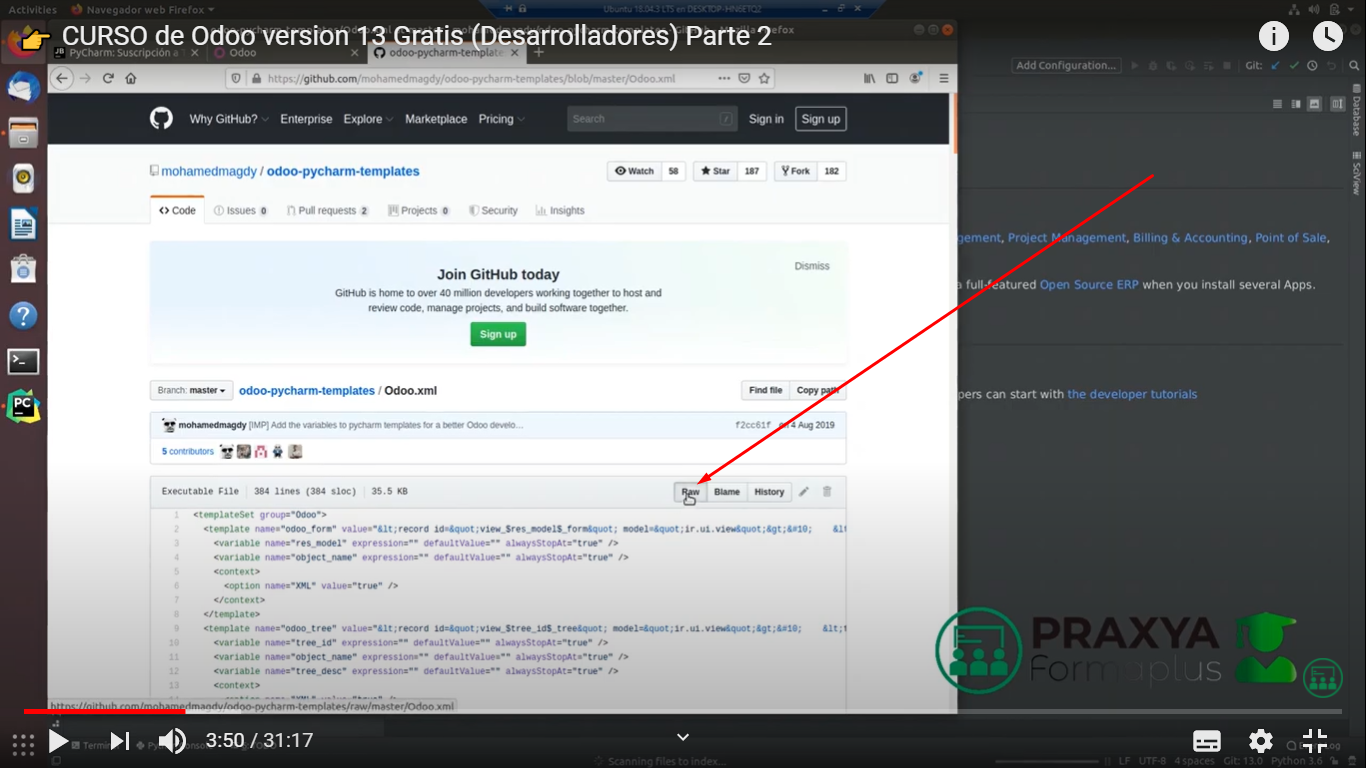 Activities Navegador web Firefox
Ubuntu 18.04.3 LTS en DESKTOP-HN6ETQ2
CURSO de Odoo version 13 Gratis (Desarrolladores) Parte 2
PyCharm: Suscripción a
Odoo
odoo-pycharm-template
https://github.com/mohamedmagdy/odoo-pycharm-templates/blob/master/Odoo.xml
Add Configuration...
Git:
Why GitHub?
Enterprise
Explore
Marketplace
Pricing
Search
Sign in
Sign up
Database
SciView
mohamedmagdy / odoo-pycharm-templates
Watch 58
Star 187
Fork 182
Code
Issues 0
Pull requests 2
Projects 0
Security
Insights
gement, Project Management, Billing & Accounting, Point of Sale,
Dismiss
Join GitHub today
GitHub is home to over 40 million developers working together to host and
review code, manage projects, and build software together.
Sign up
a full-featured Open Source ERP when you install several Apps.
Branch: master
odoo-pycharm-templates / Odoo.xml
Find file
Copy path
pers can start with the developer tutorials
mohamedmagdy [IMP] Add the variables to pycharm templates for a better Odoo develo…
f2cc61f on 4 Aug 2019
5 contributors
Executable File 384 lines (384 sloc) 35.5 KB
Raw
Blame
History
1 <templateSet group="Odoo">
2 <template name="odoo_form" value="&lt;record id=&quot;view_$res_model$_form&quot; model=&quot;ir.ui.view&quot;&gt;&#10; &lt
3 <variable name="res_model" expression="" defaultValue="" alwaysStopAt="true" />
4 <variable name="object_name" expression="" defaultValue="" alwaysStopAt="true" />
5 <context>
6 <option name="XML" value="true" />
7 </context>
8 </template>
9 <template name="odoo_tree" value="&lt;record id=&quot;view_$tree_id$_tree&quot; model=&quot;ir.ui.view&quot;&gt;&#10; &lt;f
10 <variable name="tree_id" expression="" defaultValue="" alwaysStopAt="true" />
11 <variable name="object_name" expression="" defaultValue="" alwaysStopAt="true" />
12 <variable name="tree_desc" expression="" defaultValue="" alwaysStopAt="true" />
13 <context>
PRAXYA
Formaplus
https://github.com/mohamedmagdy/odoo-pycharm-templates/raw/master/Odoo.xml
3:50 / 31:17
Scanning files to index...
LF UTF-8 4 spaces Git: 13.0 Python 3.6